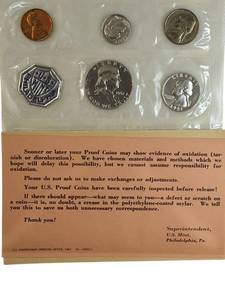 LIBERTY
Sooner or later your Proof Coins may show evidence of oxidation (tar-
nish or discoloration). We have chosen materials and methods which we
hope will delay this possibility, but we cannot assume responsibility for
oxidation.
Please do not ask us to make exchanges or adjustments.
Your U.S. Proof Coins have been carefully inspected before release!
If there should appear—what may seem to you—a defect or scratch on
a coin—it is, no doubt, a crease in the polyethylene-coated mylar. We tell
you this to save us both unnecessary correspondence.
Thank you!
Superintendent,
U.S. Mint,
Philadelphia, Pa.